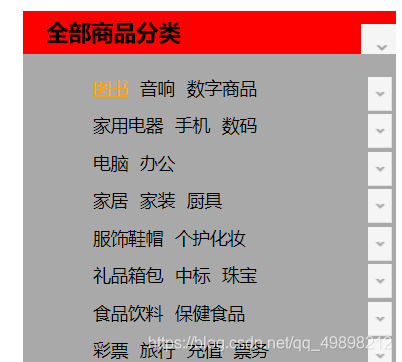 全部商品分类
图书 音响 数字商品
家用电器 手机 数码
电脑 办公
家居 家装 厨具
服饰鞋帽 个护化妆
礼品箱包 中标 珠宝
食品饮料 保健食品
彩票 旅行 充值 票务
https://blog.csdn.net/qq_49898212